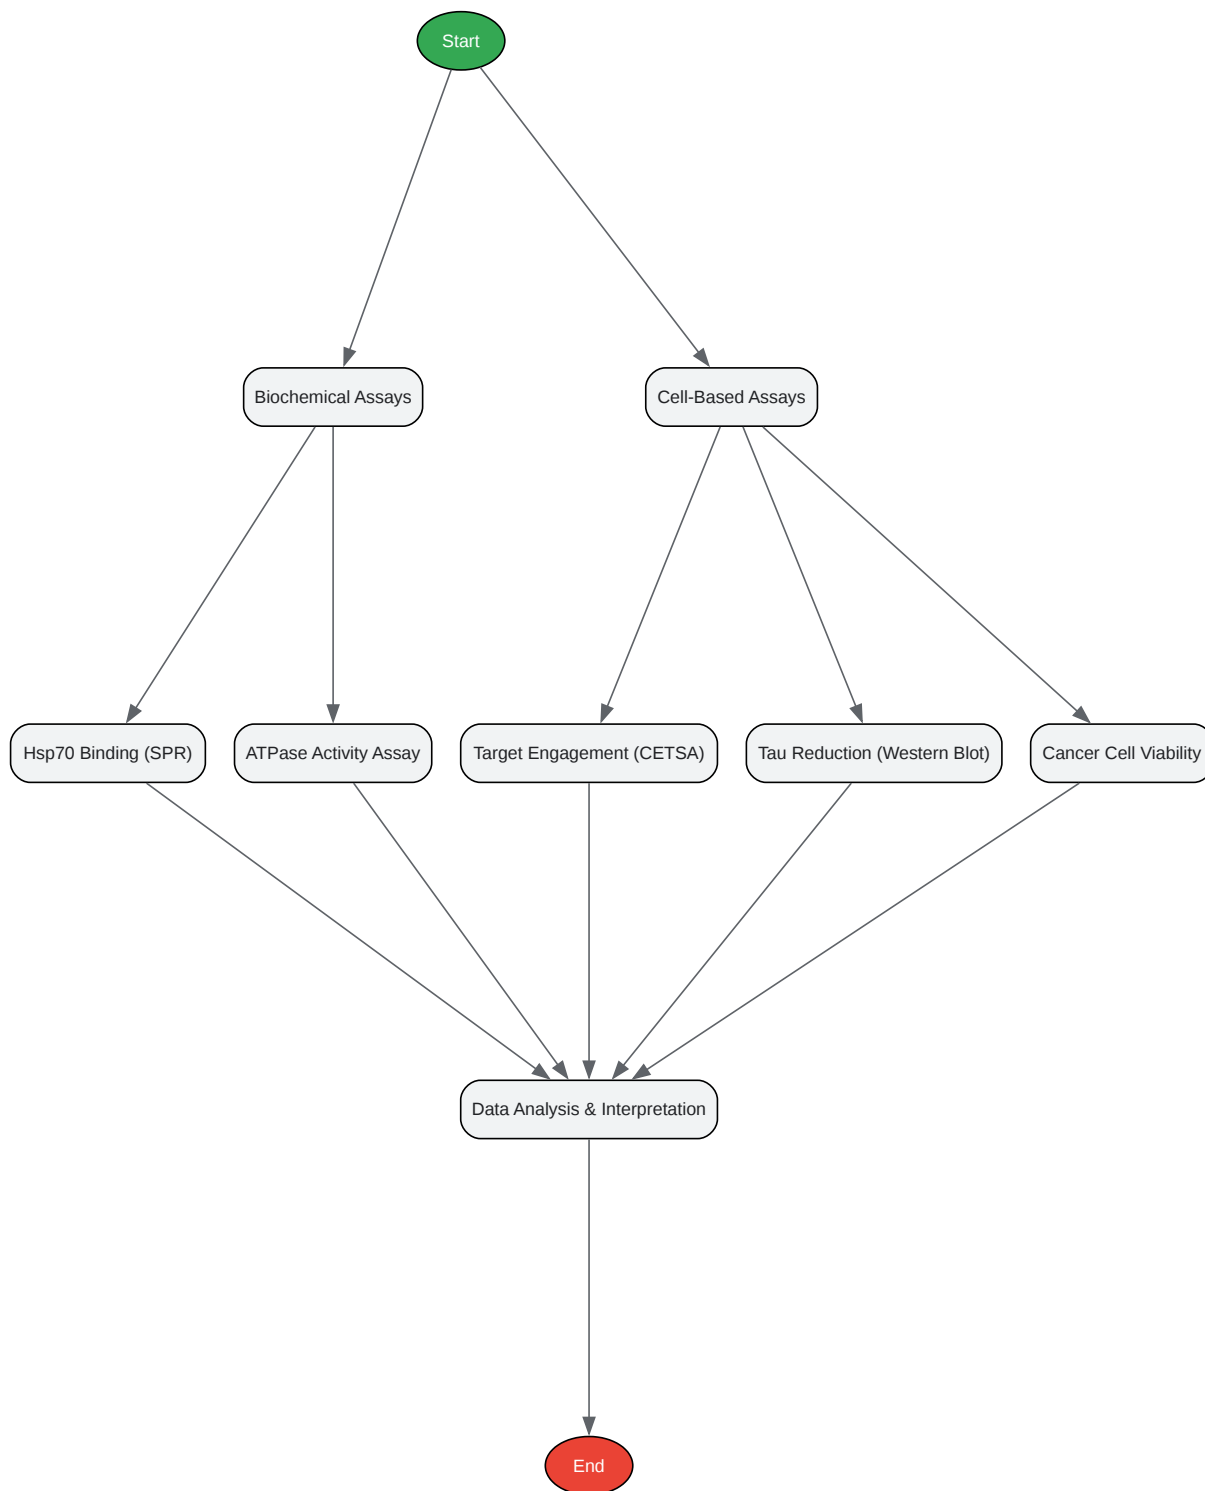 Start
Biochemical Assays
Cell-Based Assays
Hsp70 Binding (SPR)
ATPase Activity Assay
Target Engagement (CETSA)
Tau Reduction (Western Blot)
Cancer Cell Viability
Data Analysis & Interpretation
End